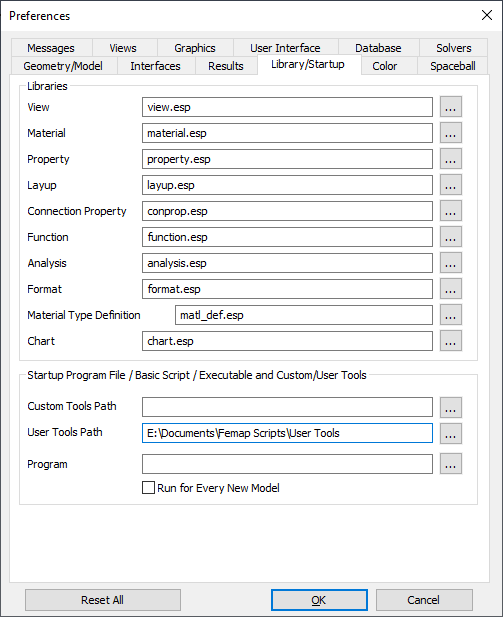 Preferences
Messages Views Graphics User Interface Database Solvers
Geometry/Model Interfaces Results Library/Startup Color Spaceball
Libraries
View view.esp ...
Material material.esp ...
Property property.esp ...
Layup layup.esp ...
Connection Property conprop.esp ...
Function function.esp ...
Analysis analysis.esp ...
Format format.esp ...
Material Type Definition matl_def.esp ...
Chart chart.esp ...
Startup Program File / Basic Script / Executable and Custom/User Tools
Custom Tools Path ...
User Tools Path E:\Documents\Femap Scripts\User Tools ...
Program ...
Run for Every New Model
Reset All OK Cancel